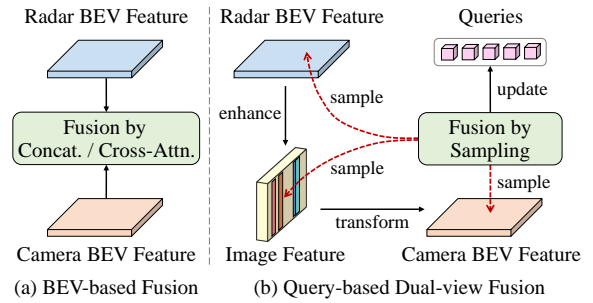 Radar BEV Feature
Fusion by
Concat. / Cross-Attn.
Camera BEV Feature
(a) BEV-based Fusion
Radar BEV Feature
Queries
enhance
sample
update
Fusion by
Sampling
sample
sample
transform
Image Feature
Camera BEV Feature
(b) Query-based Dual-view Fusion